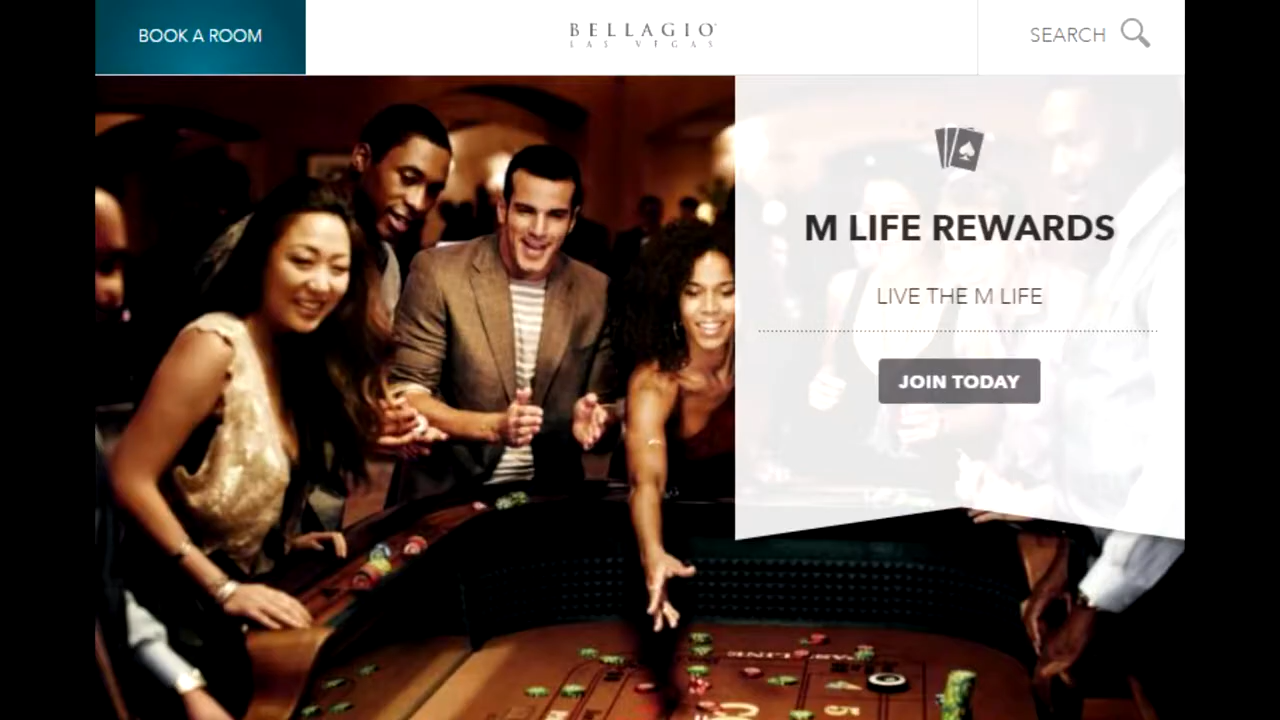 BOOK A ROOM
BELLAGIO
LAS VEGAS
SEARCH
M LIFE REWARDS
LIVE THE M LIFE
JOIN TODAY